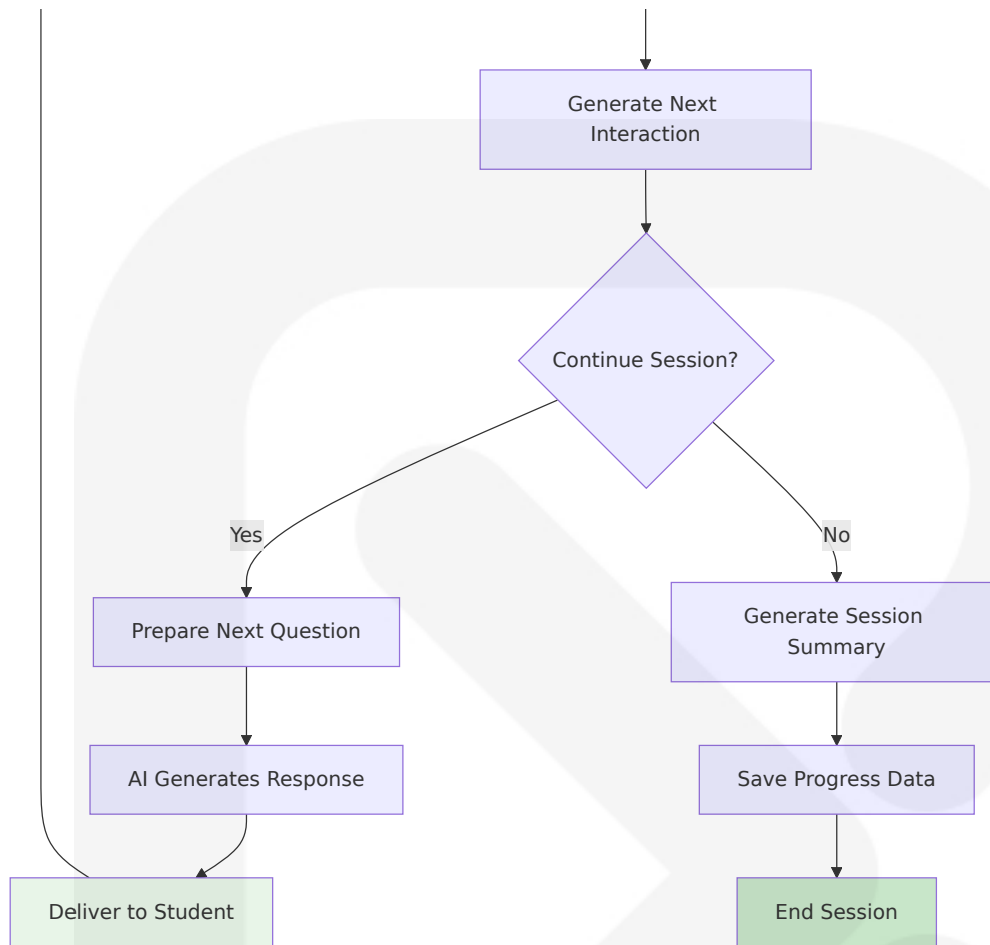 Generate Next
Interaction
Continue Session?
Yes
No
Prepare Next Question
Generate Session
Summary
AI Generates Response
Save Progress Data
Deliver to Student
End Session